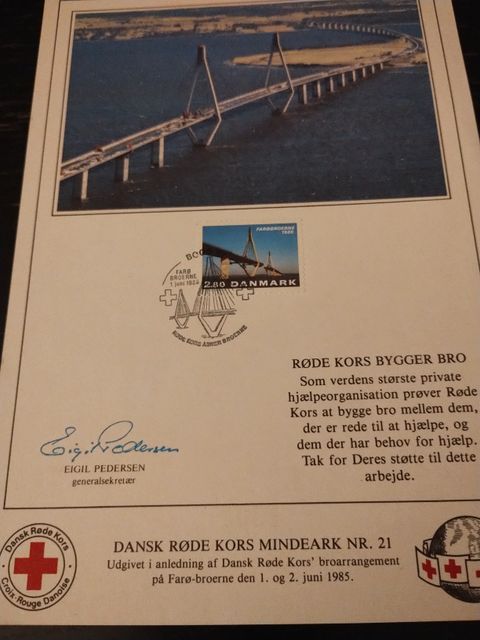 FARØBROERNE
1985
2.80 DANMARK
FARØ
BROERNE
1 juni 1985
RØDE KORS ÅBNER BROERNE
RØDE KORS BYGGER BRO
Som verdens største private
hjælpeorganisation prøver Røde
Kors at bygge bro mellem dem,
der er rede til at hjælpe, og
dem der har behov for hjælp.
Tak for Deres støtte til dette
arbejde.
Eigil Pedersen
EIGIL PEDERSEN
generalsekretær
Dansk Røde Kors
Croix-Rouge Danoise
DANSK RØDE KORS MINDEARK NR. 21
Udgivet i anledning af Dansk Røde Kors' broarrangement
på Farø-broerne den 1. og 2. juni 1985.